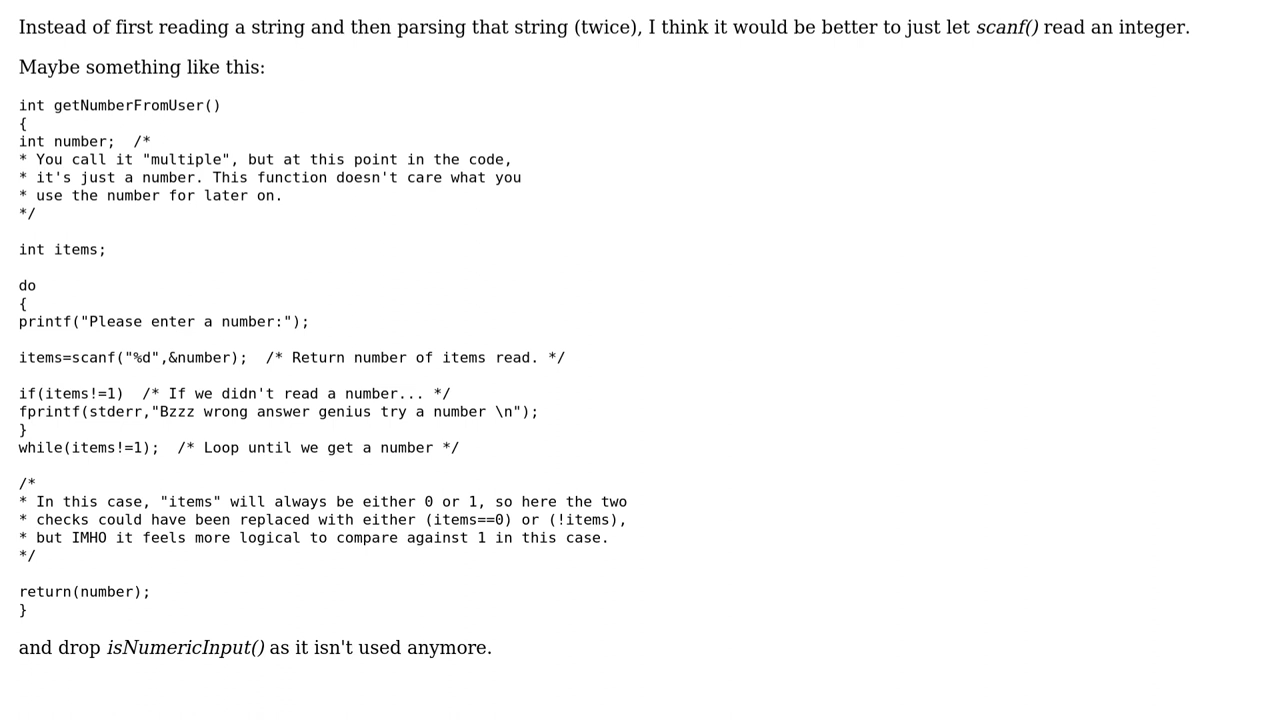 Instead of first reading a string and then parsing that string (twice), I think it would be better to just let scanf() read an integer.
Maybe something like this:
int getNumberFromUser()
{
int number;  /*
* You call it "multiple", but at this point in the code,
* it's just a number. This function doesn't care what you
* use the number for later on.
*/
int items;
do
{
printf("Please enter a number:");
items=scanf("%d",&number);  /* Return number of items read. */
if(items!=1)  /* If we didn't read a number... */
fprintf(stderr,"Bzzz wrong answer genius try a number \n");
}
while(items!=1);  /* Loop until we get a number */
/*
* In this case, "items" will always be either 0 or 1, so here the two
* checks could have been replaced with either (items==0) or (!items),
* but IMHO it feels more logical to compare against 1 in this case.
*/
return(number);
}
and drop isNumericInput() as it isn't used anymore.